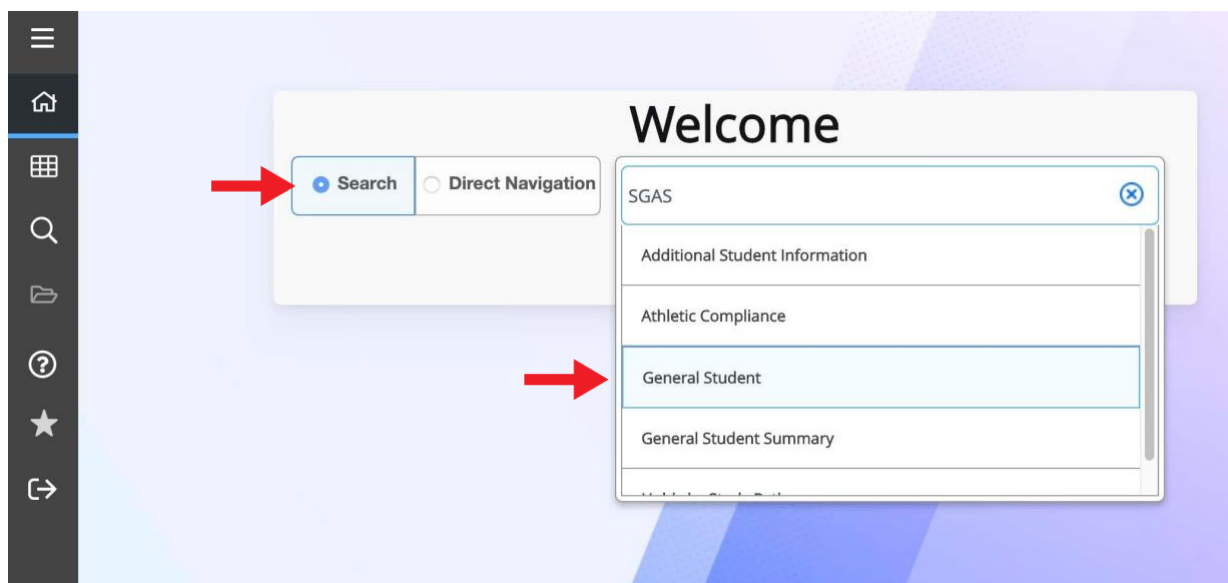 Welcome
Search
Direct Navigation
SGAS
Additional Student Information
Athletic Compliance
General Student
General Student Summary